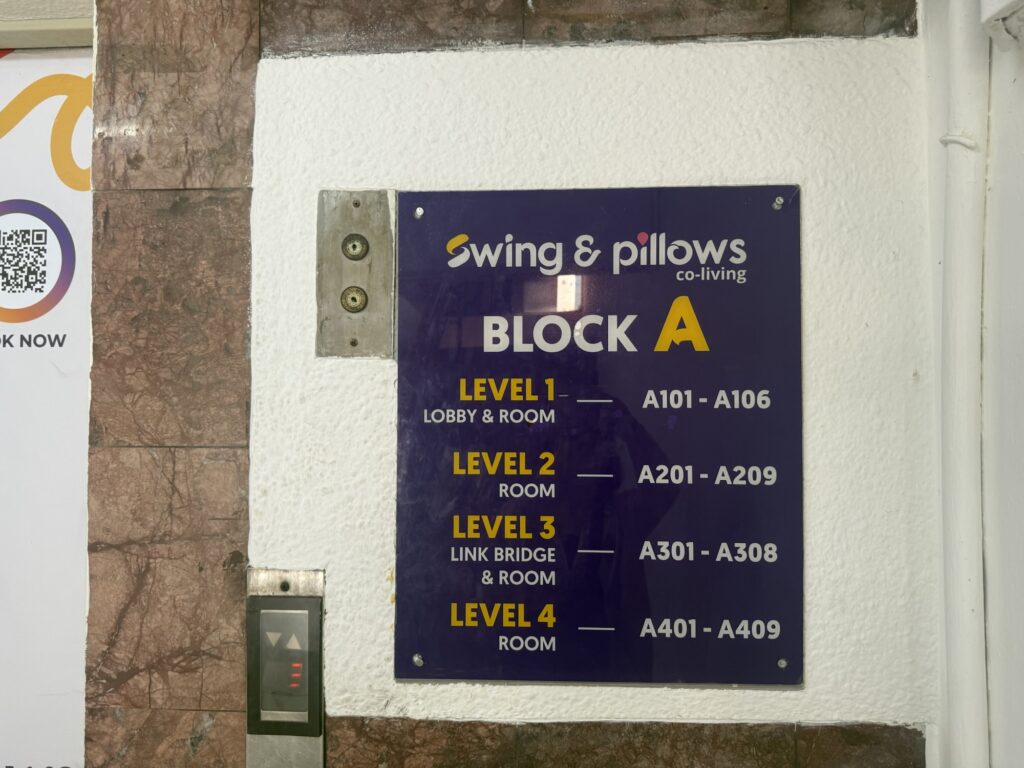 OK NOW
Swing & pillows
co-living
BLOCK A
LEVEL 1 — A101 - A106
LOBBY & ROOM
LEVEL 2 — A201 - A209
ROOM
LEVEL 3 — A301 - A308
LINK BRIDGE
& ROOM
LEVEL 4 — A401 - A409
ROOM